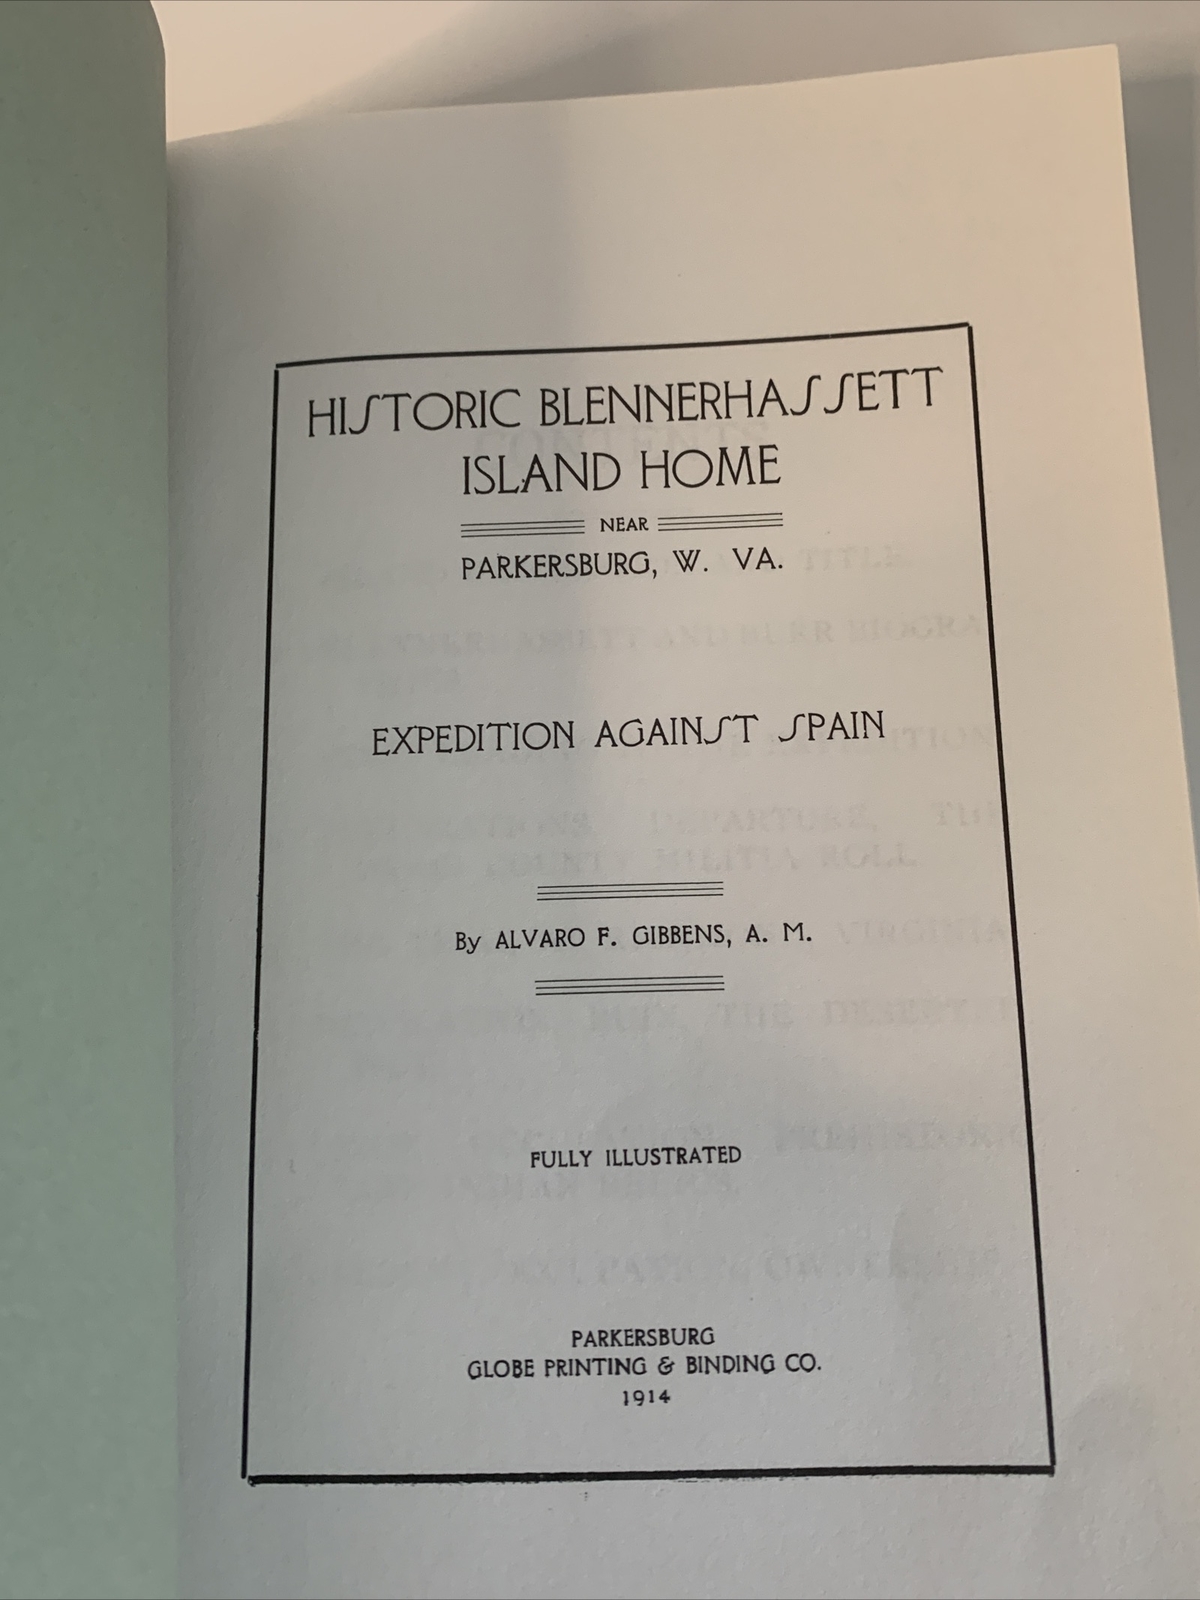 HISTORIC BLENNERHASSETT
ISLAND HOME
NEAR
PARKERSBURG, W. VA.
EXPEDITION AGAINST SPAIN
By ALVARO F. GIBBENS, A. M.
FULLY ILLUSTRATED
PARKERSBURG
GLOBE PRINTING & BINDING CO.
1914